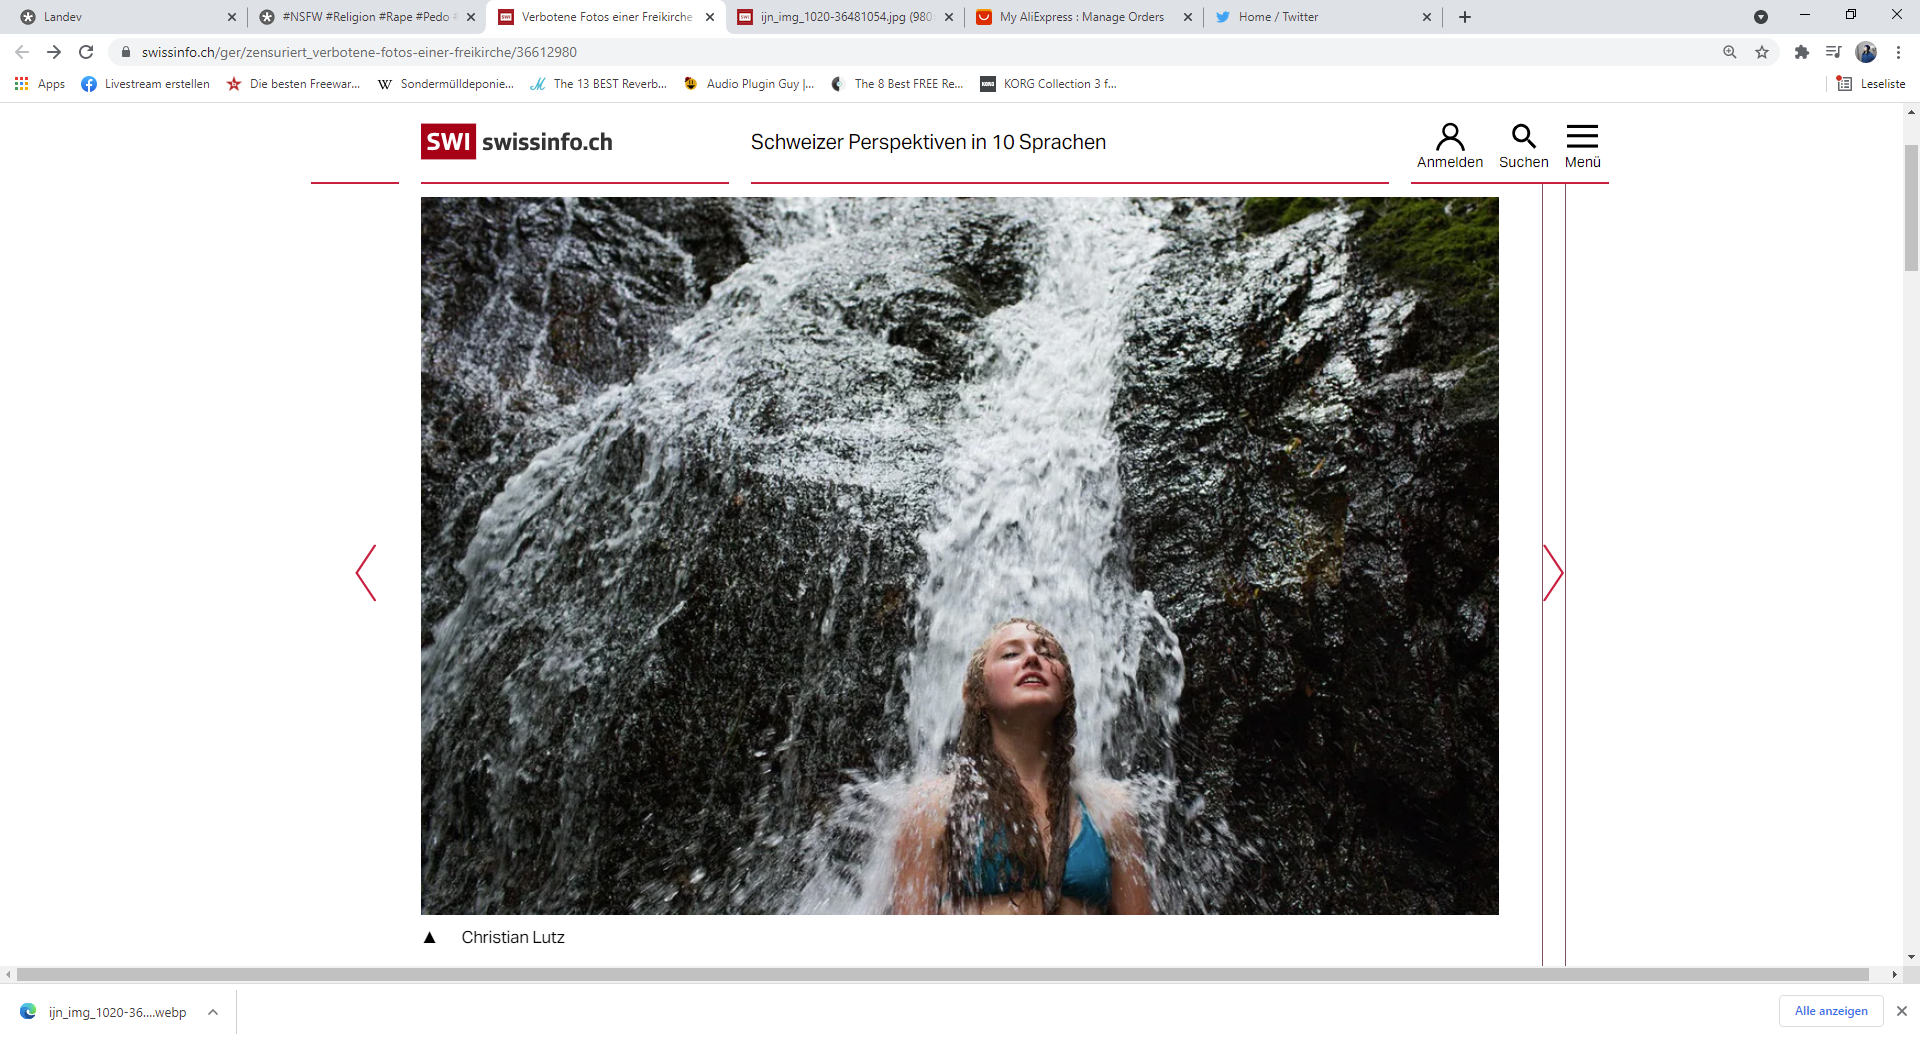 Landev
#NSFW #Religion #Rape #Pedo
Verbotene Fotos einer Freikirche
ijn_img_1020-36481054.jpg (980
My AliExpress : Manage Orders
Home / Twitter
swissinfo.ch/ger/zensuriert_verbotene-fotos-einer-freikirche/36612980
Apps
Livestream erstellen
Die besten Freewar...
Sondermülldeponie...
The 13 BEST Reverb...
Audio Plugin Guy |...
The 8 Best FREE Re...
KORG
KORG Collection 3 f...
Leseliste
SWI swissinfo.ch
Schweizer Perspektiven in 10 Sprachen
Anmelden
Suchen
Menü
▲ Christian Lutz
ijn_img_1020-36....webp
Alle anzeigen